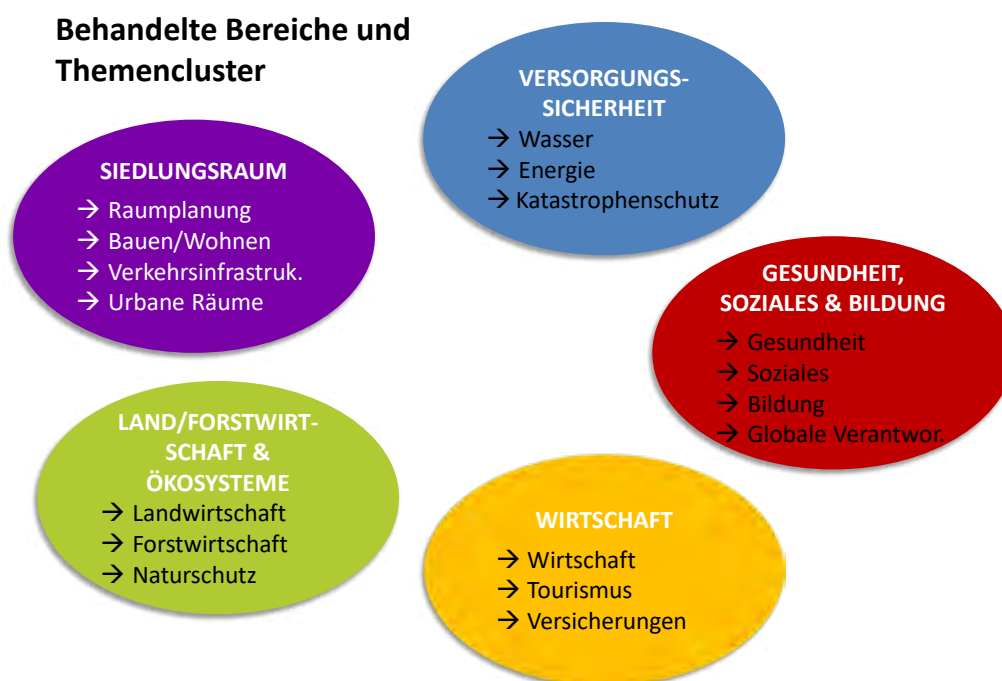 Behandelte Bereiche und
Themencluster
VERSORGUNGS-
SICHERHEIT
→ Wasser
→ Energie
→ Katastrophenschutz
SIEDLUNGSRAUM
→ Raumplanung
→ Bauen/Wohnen
→ Verkehrsinfrastruk.
→ Urbane Räume
GESUNDHEIT,
SOZIALES & BILDUNG
→ Gesundheit
→ Soziales
→ Bildung
→ Globale Verantwor.
LAND/FORSTWIRT-
SCHAFT &
ÖKOSYSTEME
→ Landwirtschaft
→ Forstwirtschaft
→ Naturschutz
WIRTSCHAFT
→ Wirtschaft
→ Tourismus
→ Versicherungen